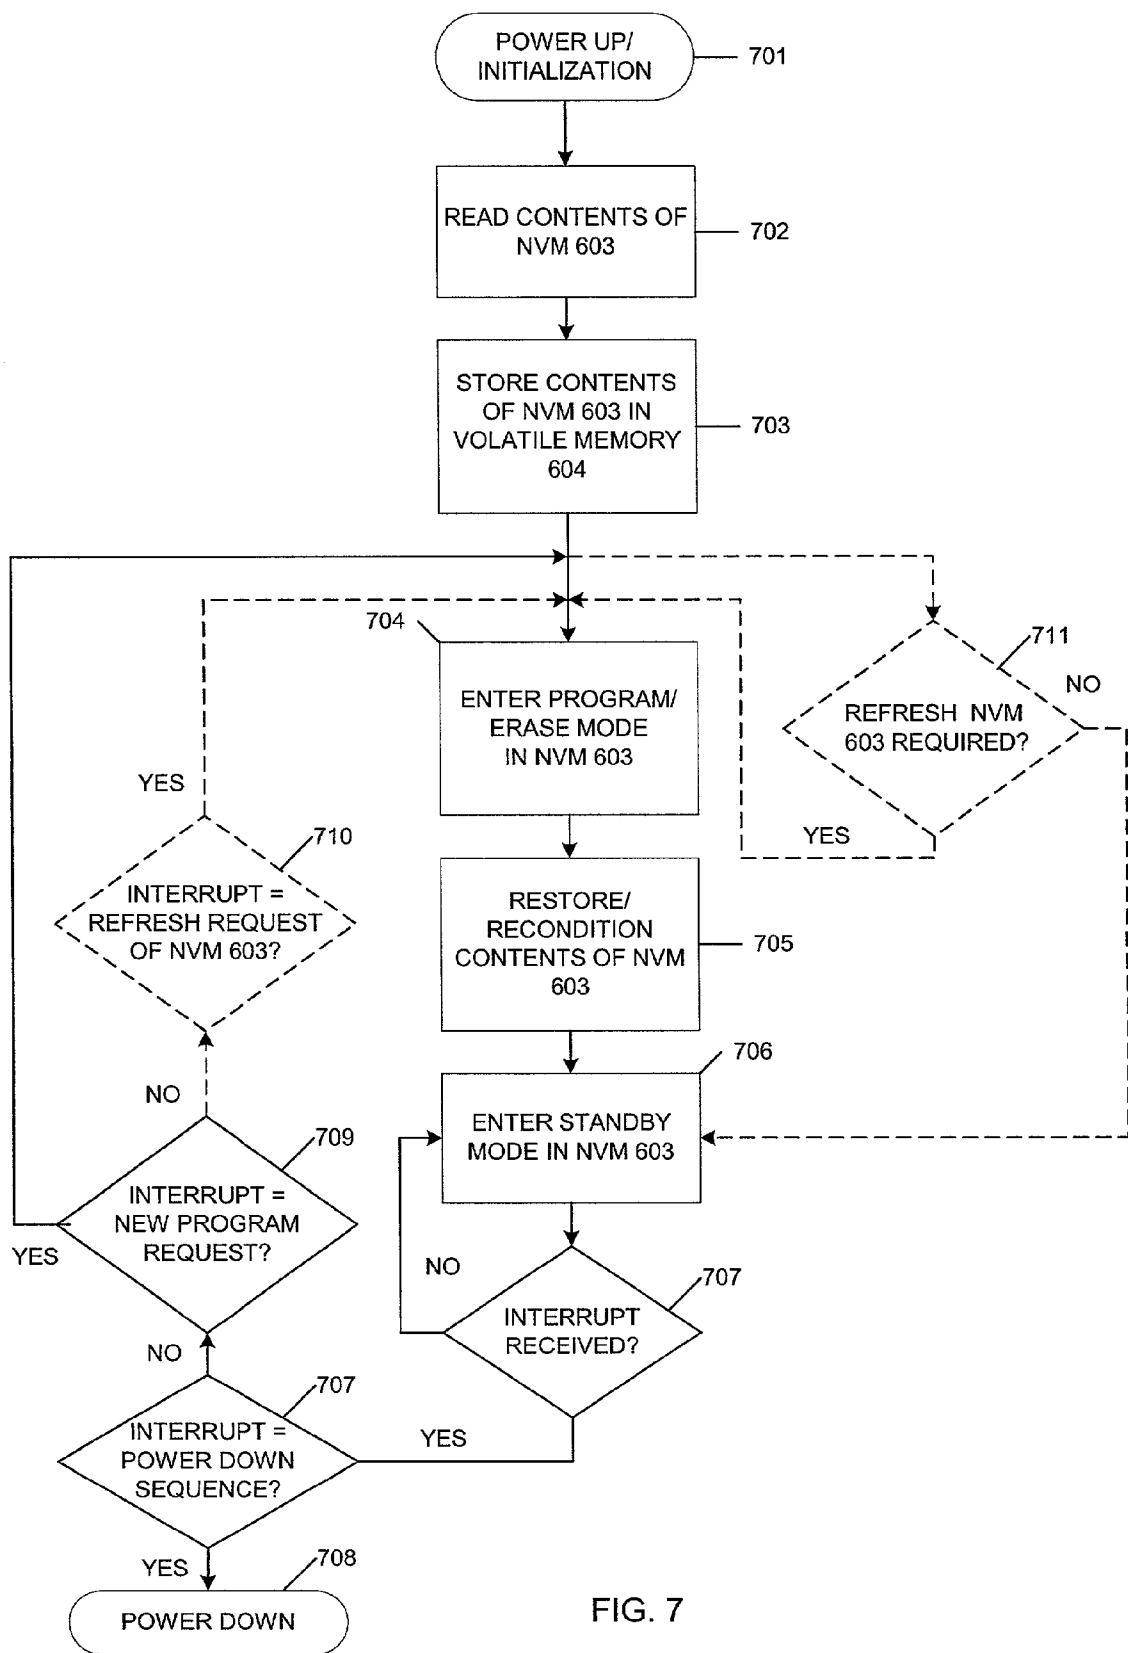 POWER UP/
INITIALIZATION
701
READ CONTENTS OF
NVM 603
702
STORE CONTENTS
OF NVM 603 IN
VOLATILE MEMORY
604
703
704
ENTER PROGRAM/
ERASE MODE
IN NVM 603
711
NO
REFRESH NVM
603 REQUIRED?
YES
YES
710
INTERRUPT =
REFRESH REQUEST
OF NVM 603?
RESTORE/
RECONDITION
CONTENTS OF NVM
603
705
NO
706
ENTER STANDBY
MODE IN NVM 603
709
INTERRUPT =
NEW PROGRAM
REQUEST?
YES
NO
707
INTERRUPT
RECEIVED?
NO
707
INTERRUPT =
POWER DOWN
SEQUENCE?
YES
YES
708
POWER DOWN
FIG. 7